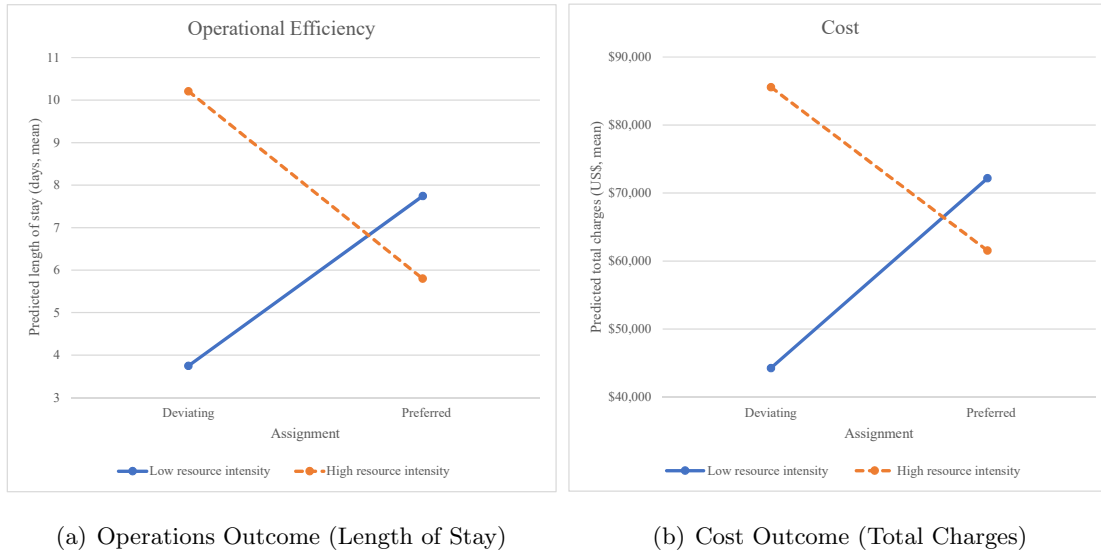 Operational Efficiency
11
10
9
8
7
6
5
4
3
Predicted length of stay (days, mean)
Deviating Preferred
Assignment
Low resource intensity High resource intensity
(a) Operations Outcome (Length of Stay)
Cost
$90,000
$80,000
$70,000
$60,000
$50,000
$40,000
Predicted total charges (US$, mean)
Deviating Preferred
Assignment
Low resource intensity High resource intensity
(b) Cost Outcome (Total Charges)